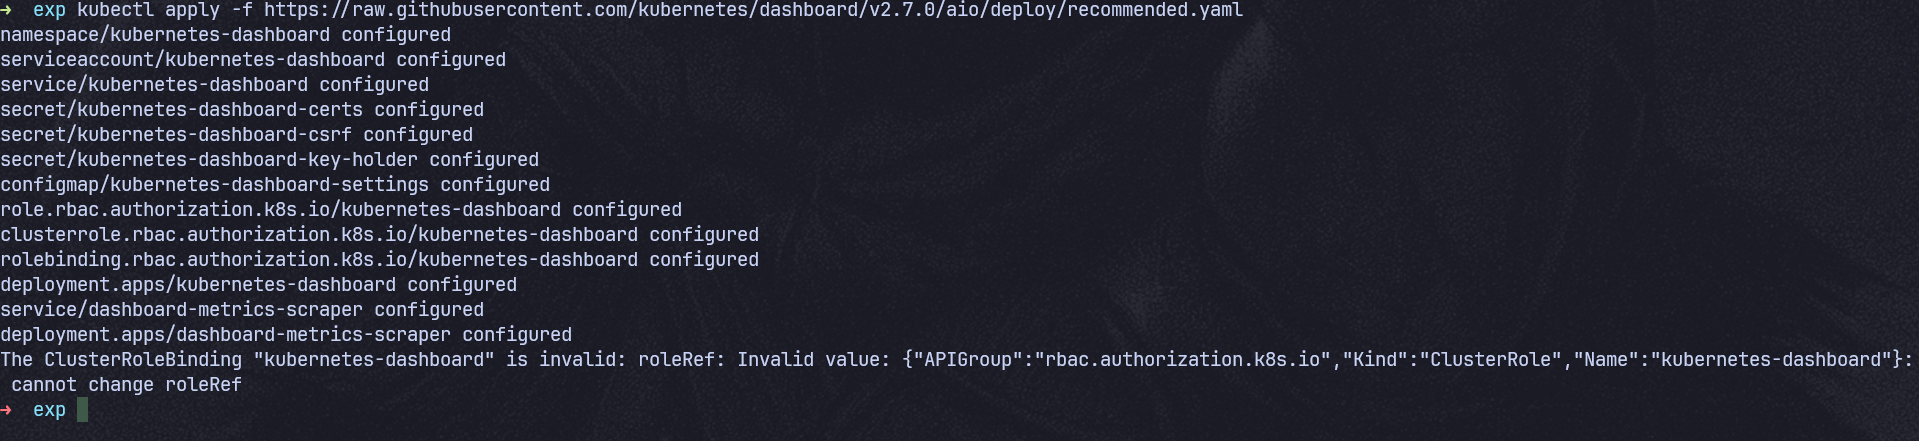 → exp kubectl apply -f https://raw.githubusercontent.com/kubernetes/dashboard/v2.7.0/aio/deploy/recommended.yaml
namespace/kubernetes-dashboard configured
serviceaccount/kubernetes-dashboard configured
service/kubernetes-dashboard configured
secret/kubernetes-dashboard-certs configured
secret/kubernetes-dashboard-csrf configured
secret/kubernetes-dashboard-key-holder configured
configmap/kubernetes-dashboard-settings configured
role.rbac.authorization.k8s.io/kubernetes-dashboard configured
clusterrole.rbac.authorization.k8s.io/kubernetes-dashboard configured
rolebinding.rbac.authorization.k8s.io/kubernetes-dashboard configured
deployment.apps/kubernetes-dashboard configured
service/dashboard-metrics-scraper configured
deployment.apps/dashboard-metrics-scraper configured
The ClusterRoleBinding "kubernetes-dashboard" is invalid: roleRef: Invalid value: {"APIGroup":"rbac.authorization.k8s.io","Kind":"ClusterRole","Name":"kubernetes-dashboard"}:
 cannot change roleRef
→ exp